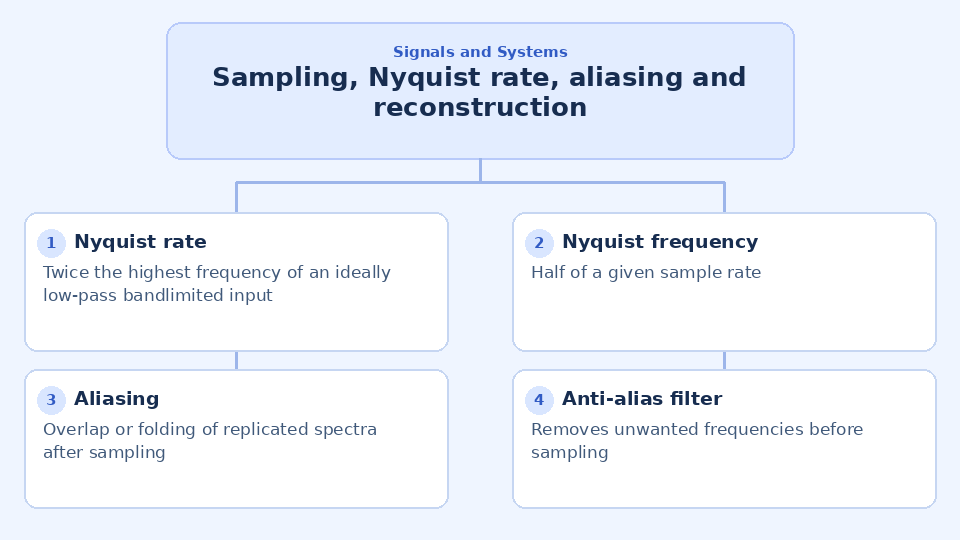 Signals and Systems
Sampling, Nyquist rate, aliasing and
reconstruction
1 Nyquist rate
Twice the highest frequency of an ideally
low-pass bandlimited input
2 Nyquist frequency
Half of a given sample rate
3 Aliasing
Overlap or folding of replicated spectra
after sampling
4 Anti-alias filter
Removes unwanted frequencies before
sampling